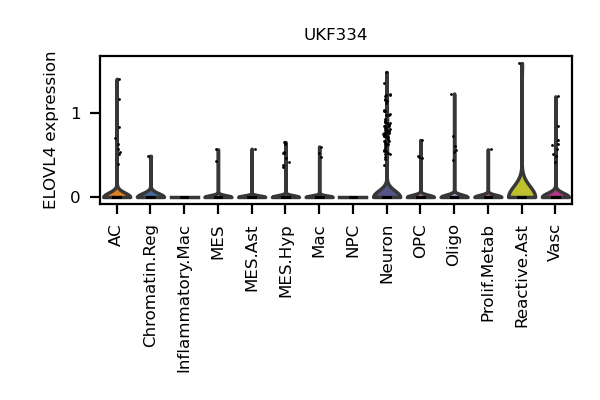 UKF334
ELOVL4 expression
1
0
AC
Chromatin.Reg
Inflammatory.Mac
MES
MES.Ast
MES.Hyp
Mac
NPC
Neuron
OPC
Oligo
Prolif.Metab
Reactive.Ast
Vasc